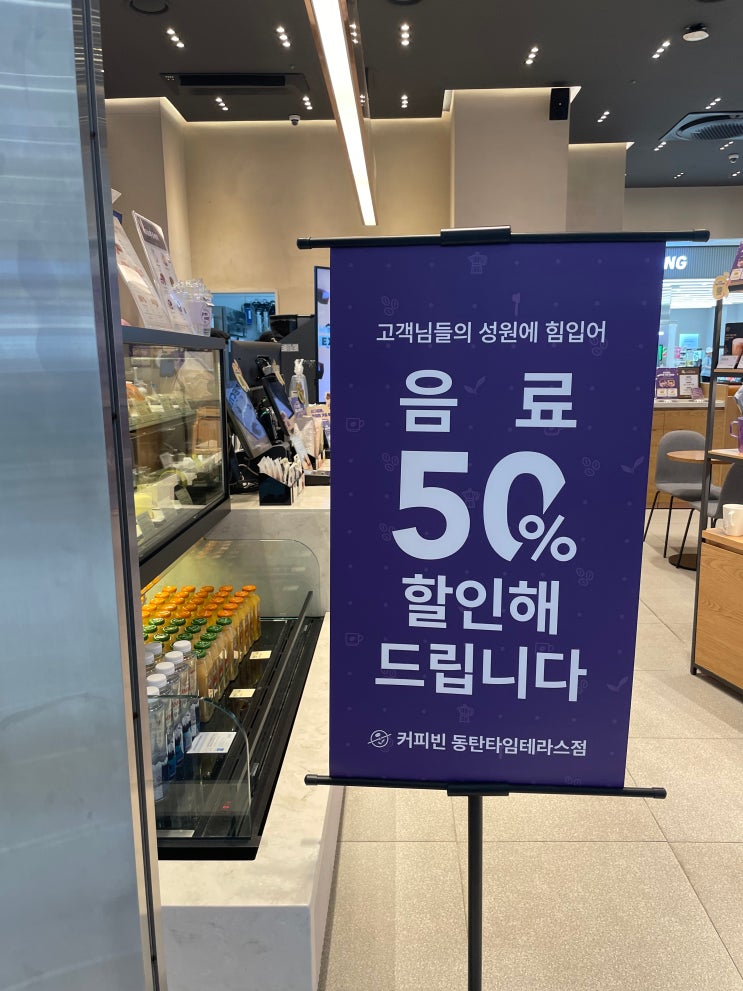 고객님들의 성원에 힘입어
음료
50%
할인해
드립니다
커피빈 동탄타임테라스점
NG